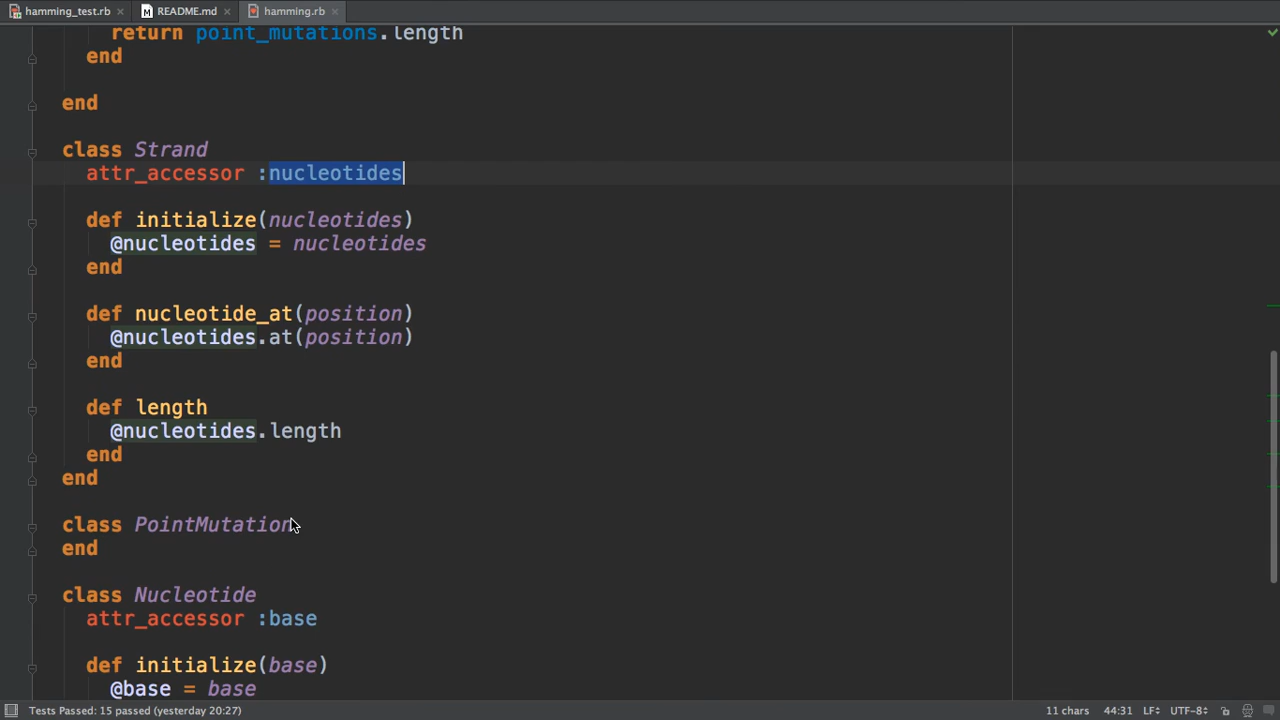 hamming_test.rb README.md hamming.rb
return point_mutations.length
end
end
class Strand
attr_accessor :nucleotides
def initialize(nucleotides)
@nucleotides = nucleotides
end
def nucleotide_at(position)
@nucleotides.at(position)
end
def length
@nucleotides.length
end
end
class PointMutation
end
class Nucleotide
attr_accessor :base
def initialize(base)
@base = base
Tests Passed: 15 passed (yesterday 20:27) 11 chars 44:31 LF UTF-8